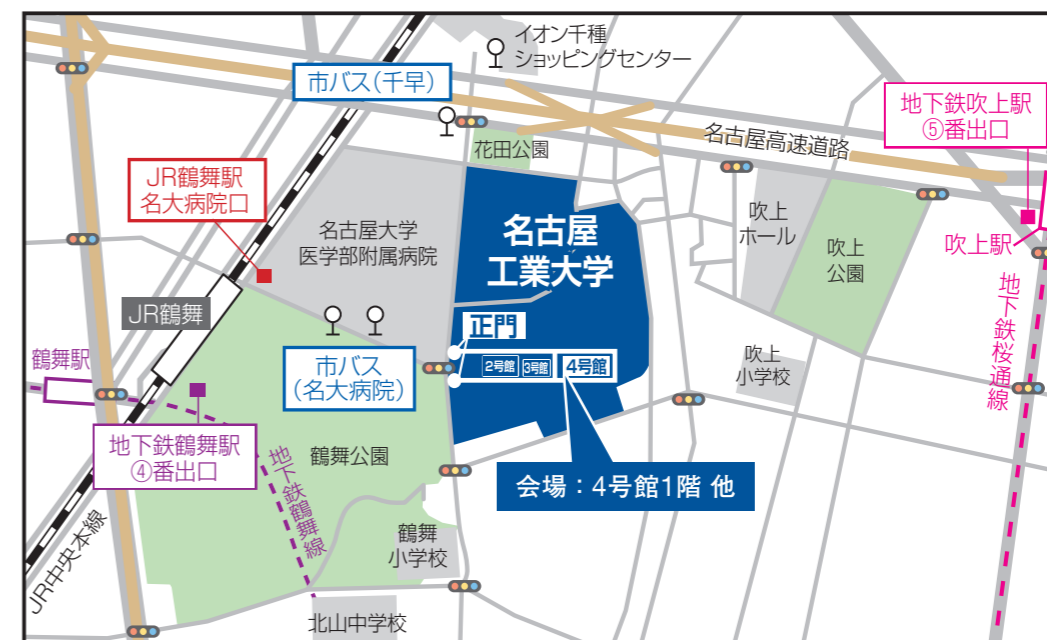 イオン千種
ショッピングセンター
市バス(千早)
地下鉄吹上駅
⑤番出口
名古屋高速道路
花田公園
JR鶴舞駅
名大病院口
名古屋大学
医学部附属病院
名古屋
工業大学
吹上
ホール
吹上
公園
吹上駅
地下鉄桜通線
JR鶴舞
正門
2号館
3号館
4号館
吹上
小学校
鶴舞駅
市バス
(名大病院)
地下鉄鶴舞駅
④番出口
鶴舞公園
地下鉄鶴舞線
会場：4号館1階 他
鶴舞
小学校
JR中央本線
北山中学校